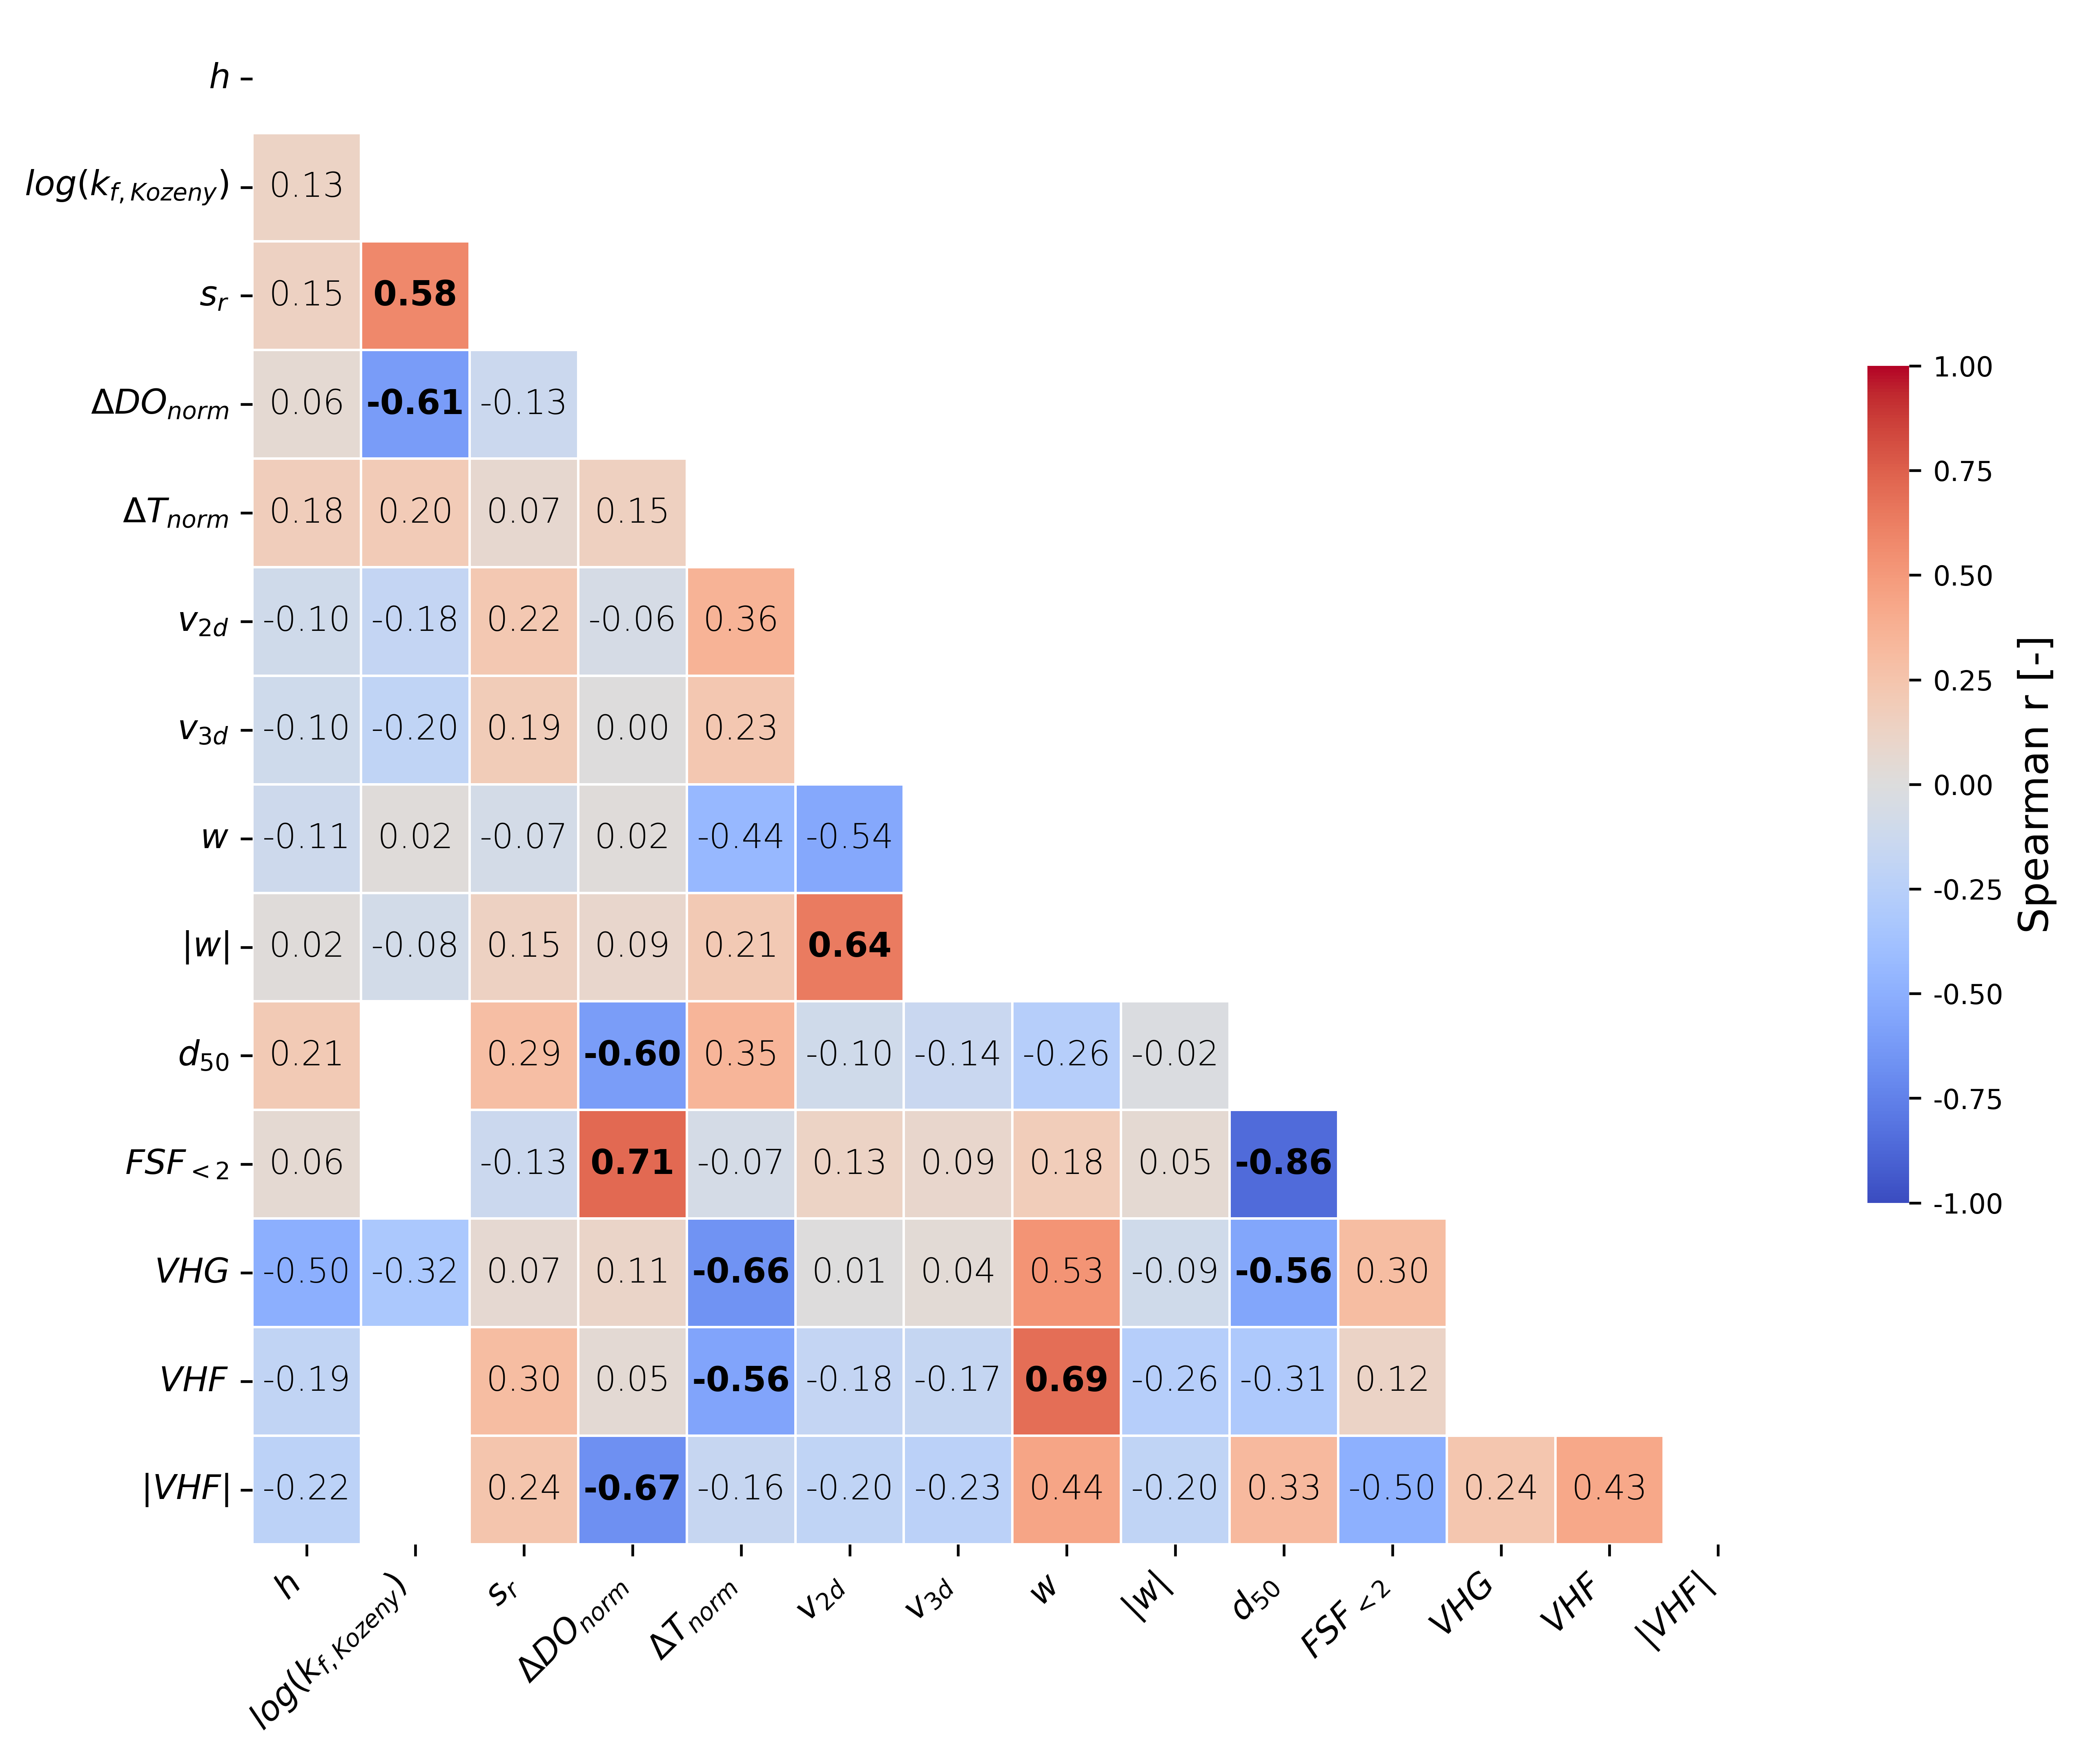 h
log(k_f, Kozeny) 0.13
s_r 0.15 0.58
ΔDO_norm 0.06 -0.61 -0.13
ΔT_norm 0.18 0.20 0.07 0.15
v_2d -0.10 -0.18 0.22 -0.06 0.36
v_3d -0.10 -0.20 0.19 0.00 0.23
w -0.11 0.02 -0.07 0.02 -0.44 -0.54
|w| 0.02 -0.08 0.15 0.09 0.21 0.64
d_50 0.21 0.29 -0.60 0.35 -0.10 -0.14 -0.26 -0.02
FSF_<2 0.06 -0.13 0.71 -0.07 0.13 0.09 0.18 0.05 -0.86
VHG -0.50 -0.32 0.07 0.11 -0.66 0.01 0.04 0.53 -0.09 -0.56 0.30
VHF -0.19 0.30 0.05 -0.56 -0.18 -0.17 0.69 -0.26 -0.31 0.12
|VHF| -0.22 0.24 -0.67 -0.16 -0.20 -0.23 0.44 -0.20 0.33 -0.50 0.24 0.43
h log(k_f, Kozeny) s_r ΔDO_norm ΔT_norm v_2d v_3d w |w| d_50 FSF_<2 VHG VHF |VHF|
1.00
0.75
0.50
0.25
0.00
-0.25
-0.50
-0.75
-1.00
Spearman r [-]